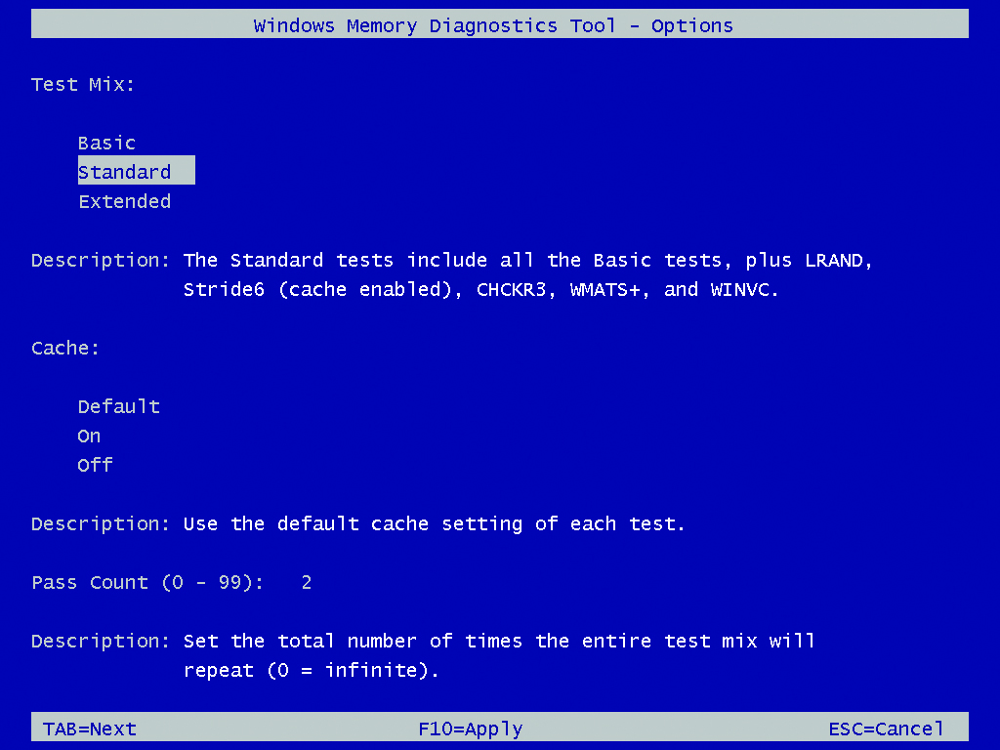 Windows Memory Diagnostics Tool - Options
Test Mix:
Basic
Standard
Extended
Description: The Standard tests include all the Basic tests, plus LRAND,
Stride6 (cache enabled), CHCKR3, WMATS+, and WINVC.
Cache:
Default
On
Off
Description: Use the default cache setting of each test.
Pass Count (0 - 99): 2
Description: Set the total number of times the entire test mix will
repeat (0 = infinite).
TAB=Next F10=Apply ESC=Cancel